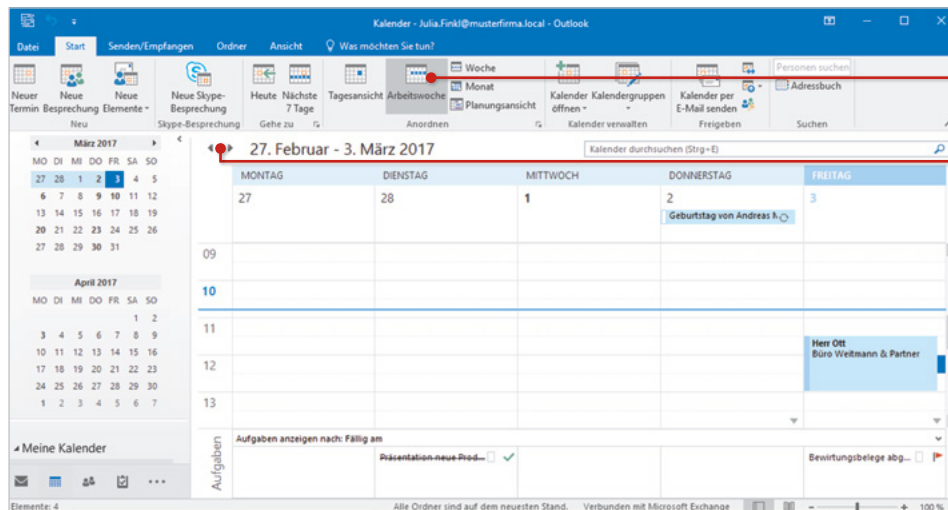 Kalender - Julia.Finkl@musterfirma.local - Outlook
Datei Start Senden/Empfangen Ordner Ansicht Was möchten Sie tun?
Neuer Termin
Neue Besprechung
Neue Elemente
Neu
Neue Skype-Besprechung
Skype-Besprechung
Heute
Nächste 7 Tage
Gehe zu
Tagesansicht
Arbeitswoche
Woche
Monat
Planungsansicht
Anordnen
Kalender öffnen
Kalendergruppen
Kalender verwalten
Kalender per E-Mail senden
Freigeben
Personen suchen
Adressbuch
Suchen
März 2017
MO DI MI DO FR SA SO
27 28 1 2 3 4 5
6 7 8 9 10 11 12
13 14 15 16 17 18 19
20 21 22 23 24 25 26
27 28 29 30 31
April 2017
MO DI MI DO FR SA SO
1 2
3 4 5 6 7 8 9
10 11 12 13 14 15 16
17 18 19 20 21 22 23
24 25 26 27 28 29 30
1 2 3 4 5 6 7
Meine Kalender
27. Februar - 3. März 2017
Kalender durchsuchen (Strg+E)
MONTAG DIENSTAG MITTWOCH DONNERSTAG FREITAG
27 28 1 2 3
Geburtstag von Andreas
09
10
11
12
13
Herr Ott
Büro Weitmann & Partner
Aufgaben
Aufgaben anzeigen nach: Fällig am
Präsentation neue Prod...
Bewirtungsbelege abg...
Elemente: 4
Alle Ordner sind auf dem neuesten Stand. Verbunden mit Microsoft Exchange 100 %